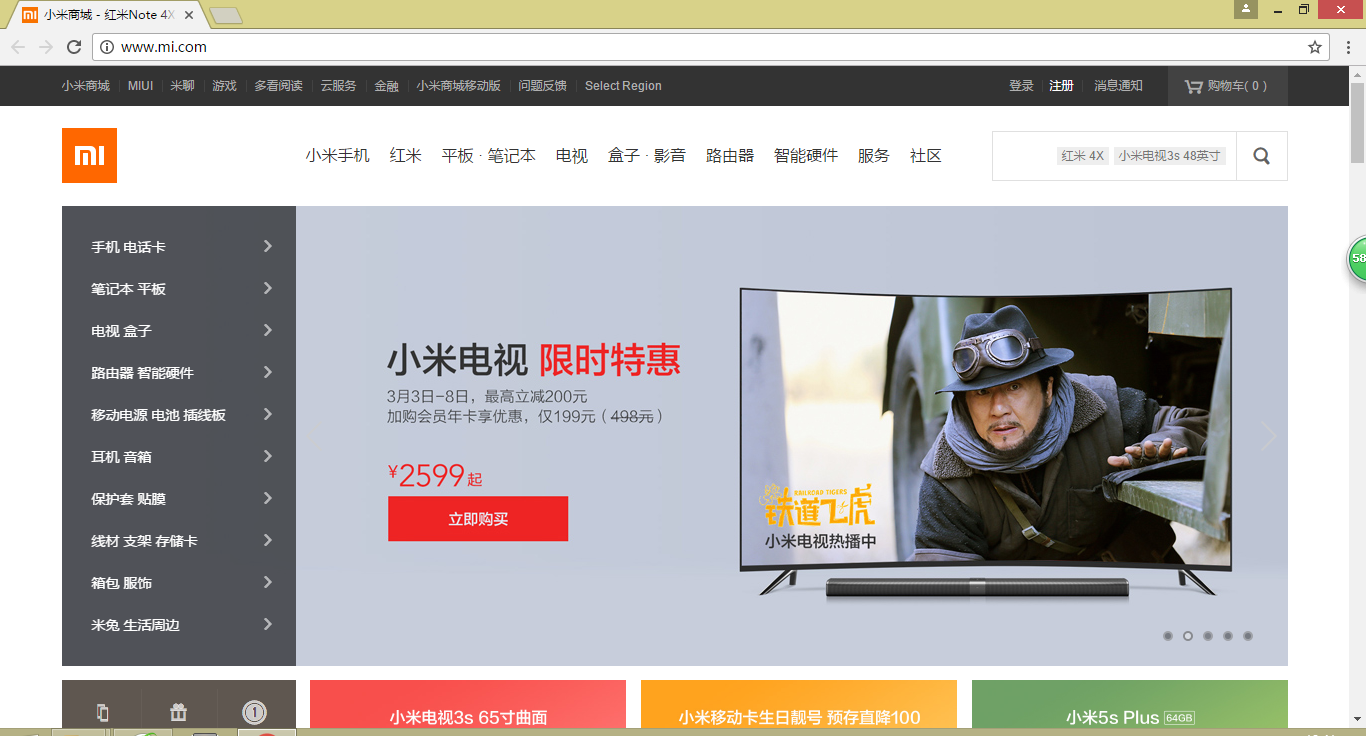 小米商城 - 红米Note 4X
www.mi.com
小米商城 MIUI 米聊 游戏 多看阅读 云服务 金融 小米商城移动版 问题反馈 Select Region 登录 注册 消息通知 购物车( 0 )
小米手机 红米 平板 · 笔记本 电视 盒子 · 影音 路由器 智能硬件 服务 社区 红米 4X 小米电视3s 48英寸
手机 电话卡
笔记本 平板
电视 盒子
路由器 智能硬件
移动电源 电池 插线板
耳机 音箱
保护套 贴膜
线材 支架 存储卡
箱包 服饰
米兔 生活周边
小米电视 限时特惠
3月3日-8日，最高立减200元
加购会员年卡享优惠，仅199元（498元）
¥2599起
立即购买
RAILROAD TIGERS
铁道飞虎
小米电视热播中
58
小米电视3s 65寸曲面
小米移动卡生日靓号 预存直降100
小米5s Plus 64GB